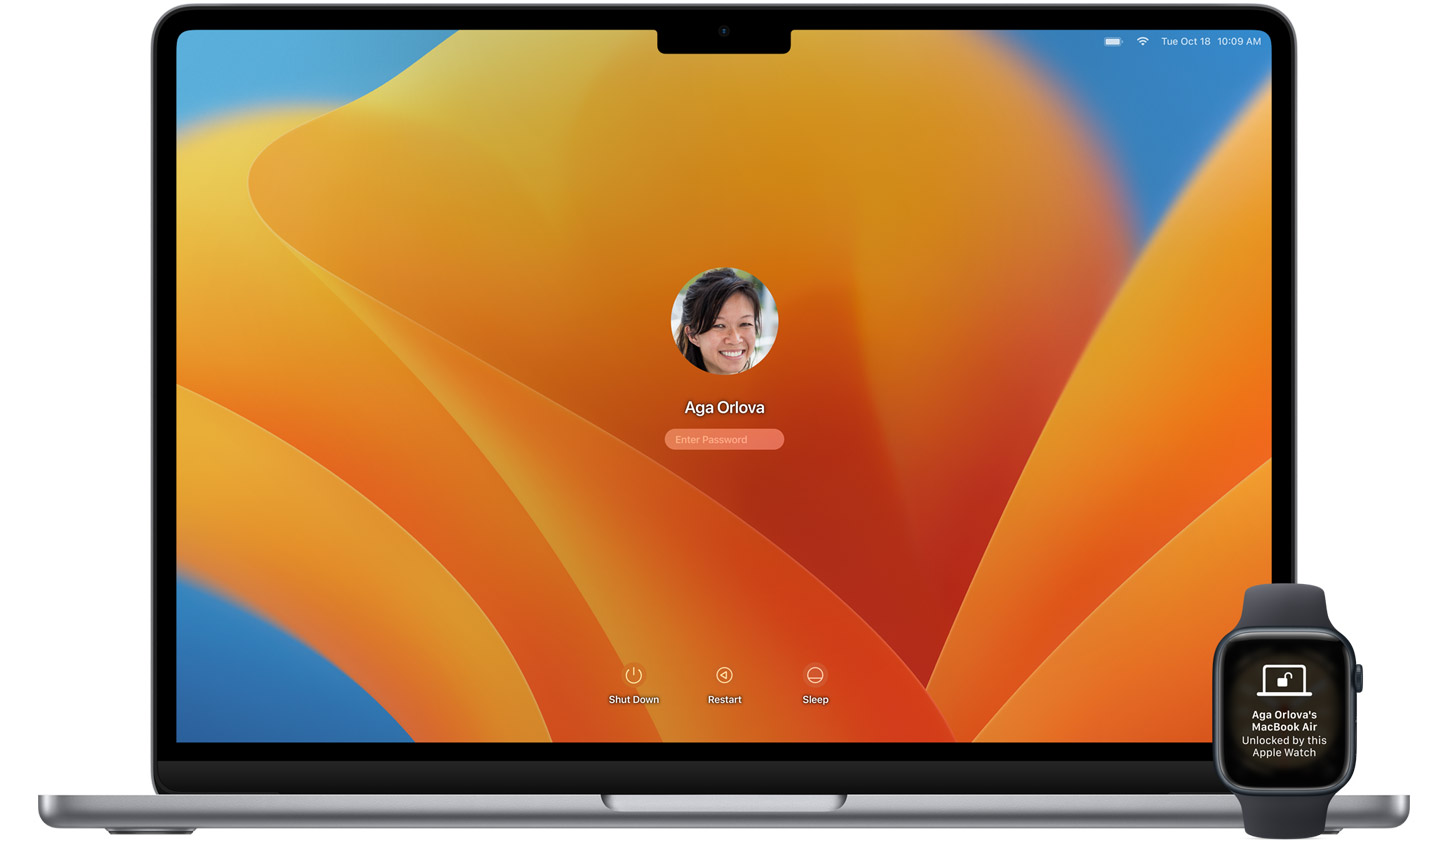 Tue Oct 18 10:09 AM
Aga Orlova
Enter Password
Shut Down
Restart
Sleep
Aga Orlova's
MacBook Air
Unlocked by this
Apple Watch